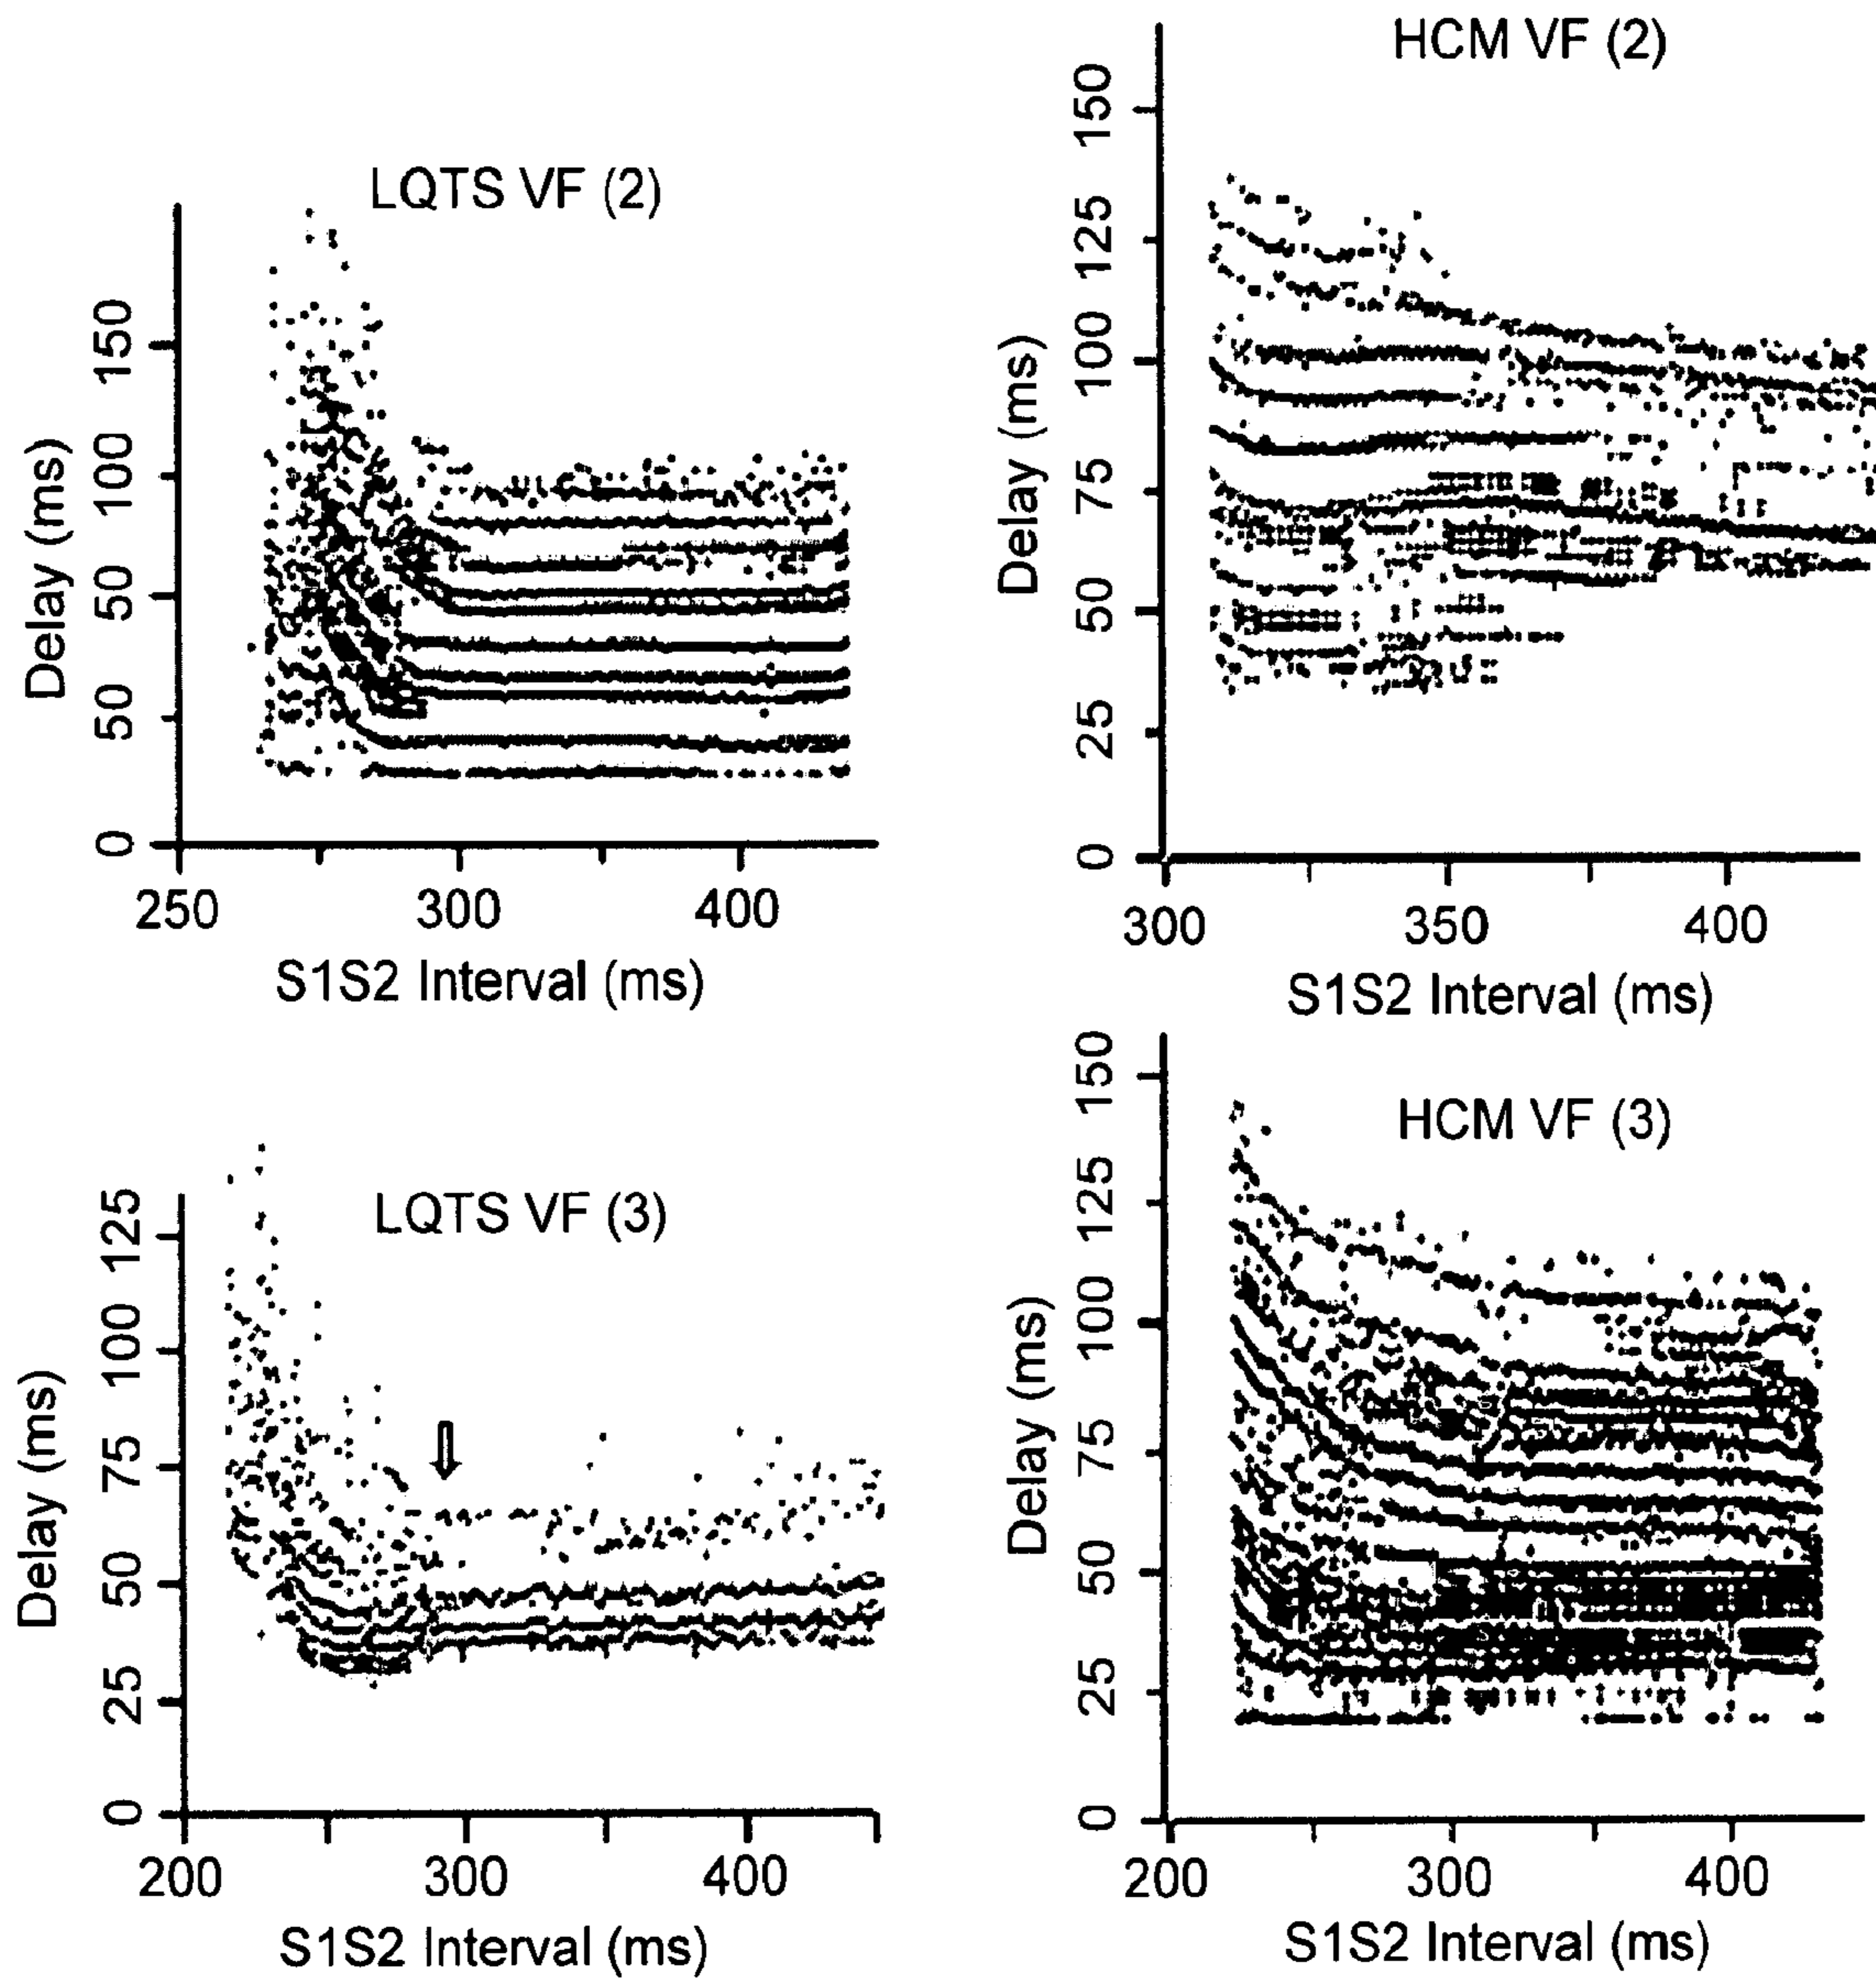 LQTS VF (2)
Delay (ms)
150
100
50
50
0
250 300 400
S1S2 Interval (ms)
HCM VF (2)
Delay (ms)
150
125
100
75
50
25
0
300 350 400
S1S2 Interval (ms)
LQTS VF (3)
Delay (ms)
125
100
75
50
25
0
200 300 400
S1S2 Interval (ms)
HCM VF (3)
Delay (ms)
150
125
100
75
50
25
0
200 300 400
S1S2 Interval (ms)